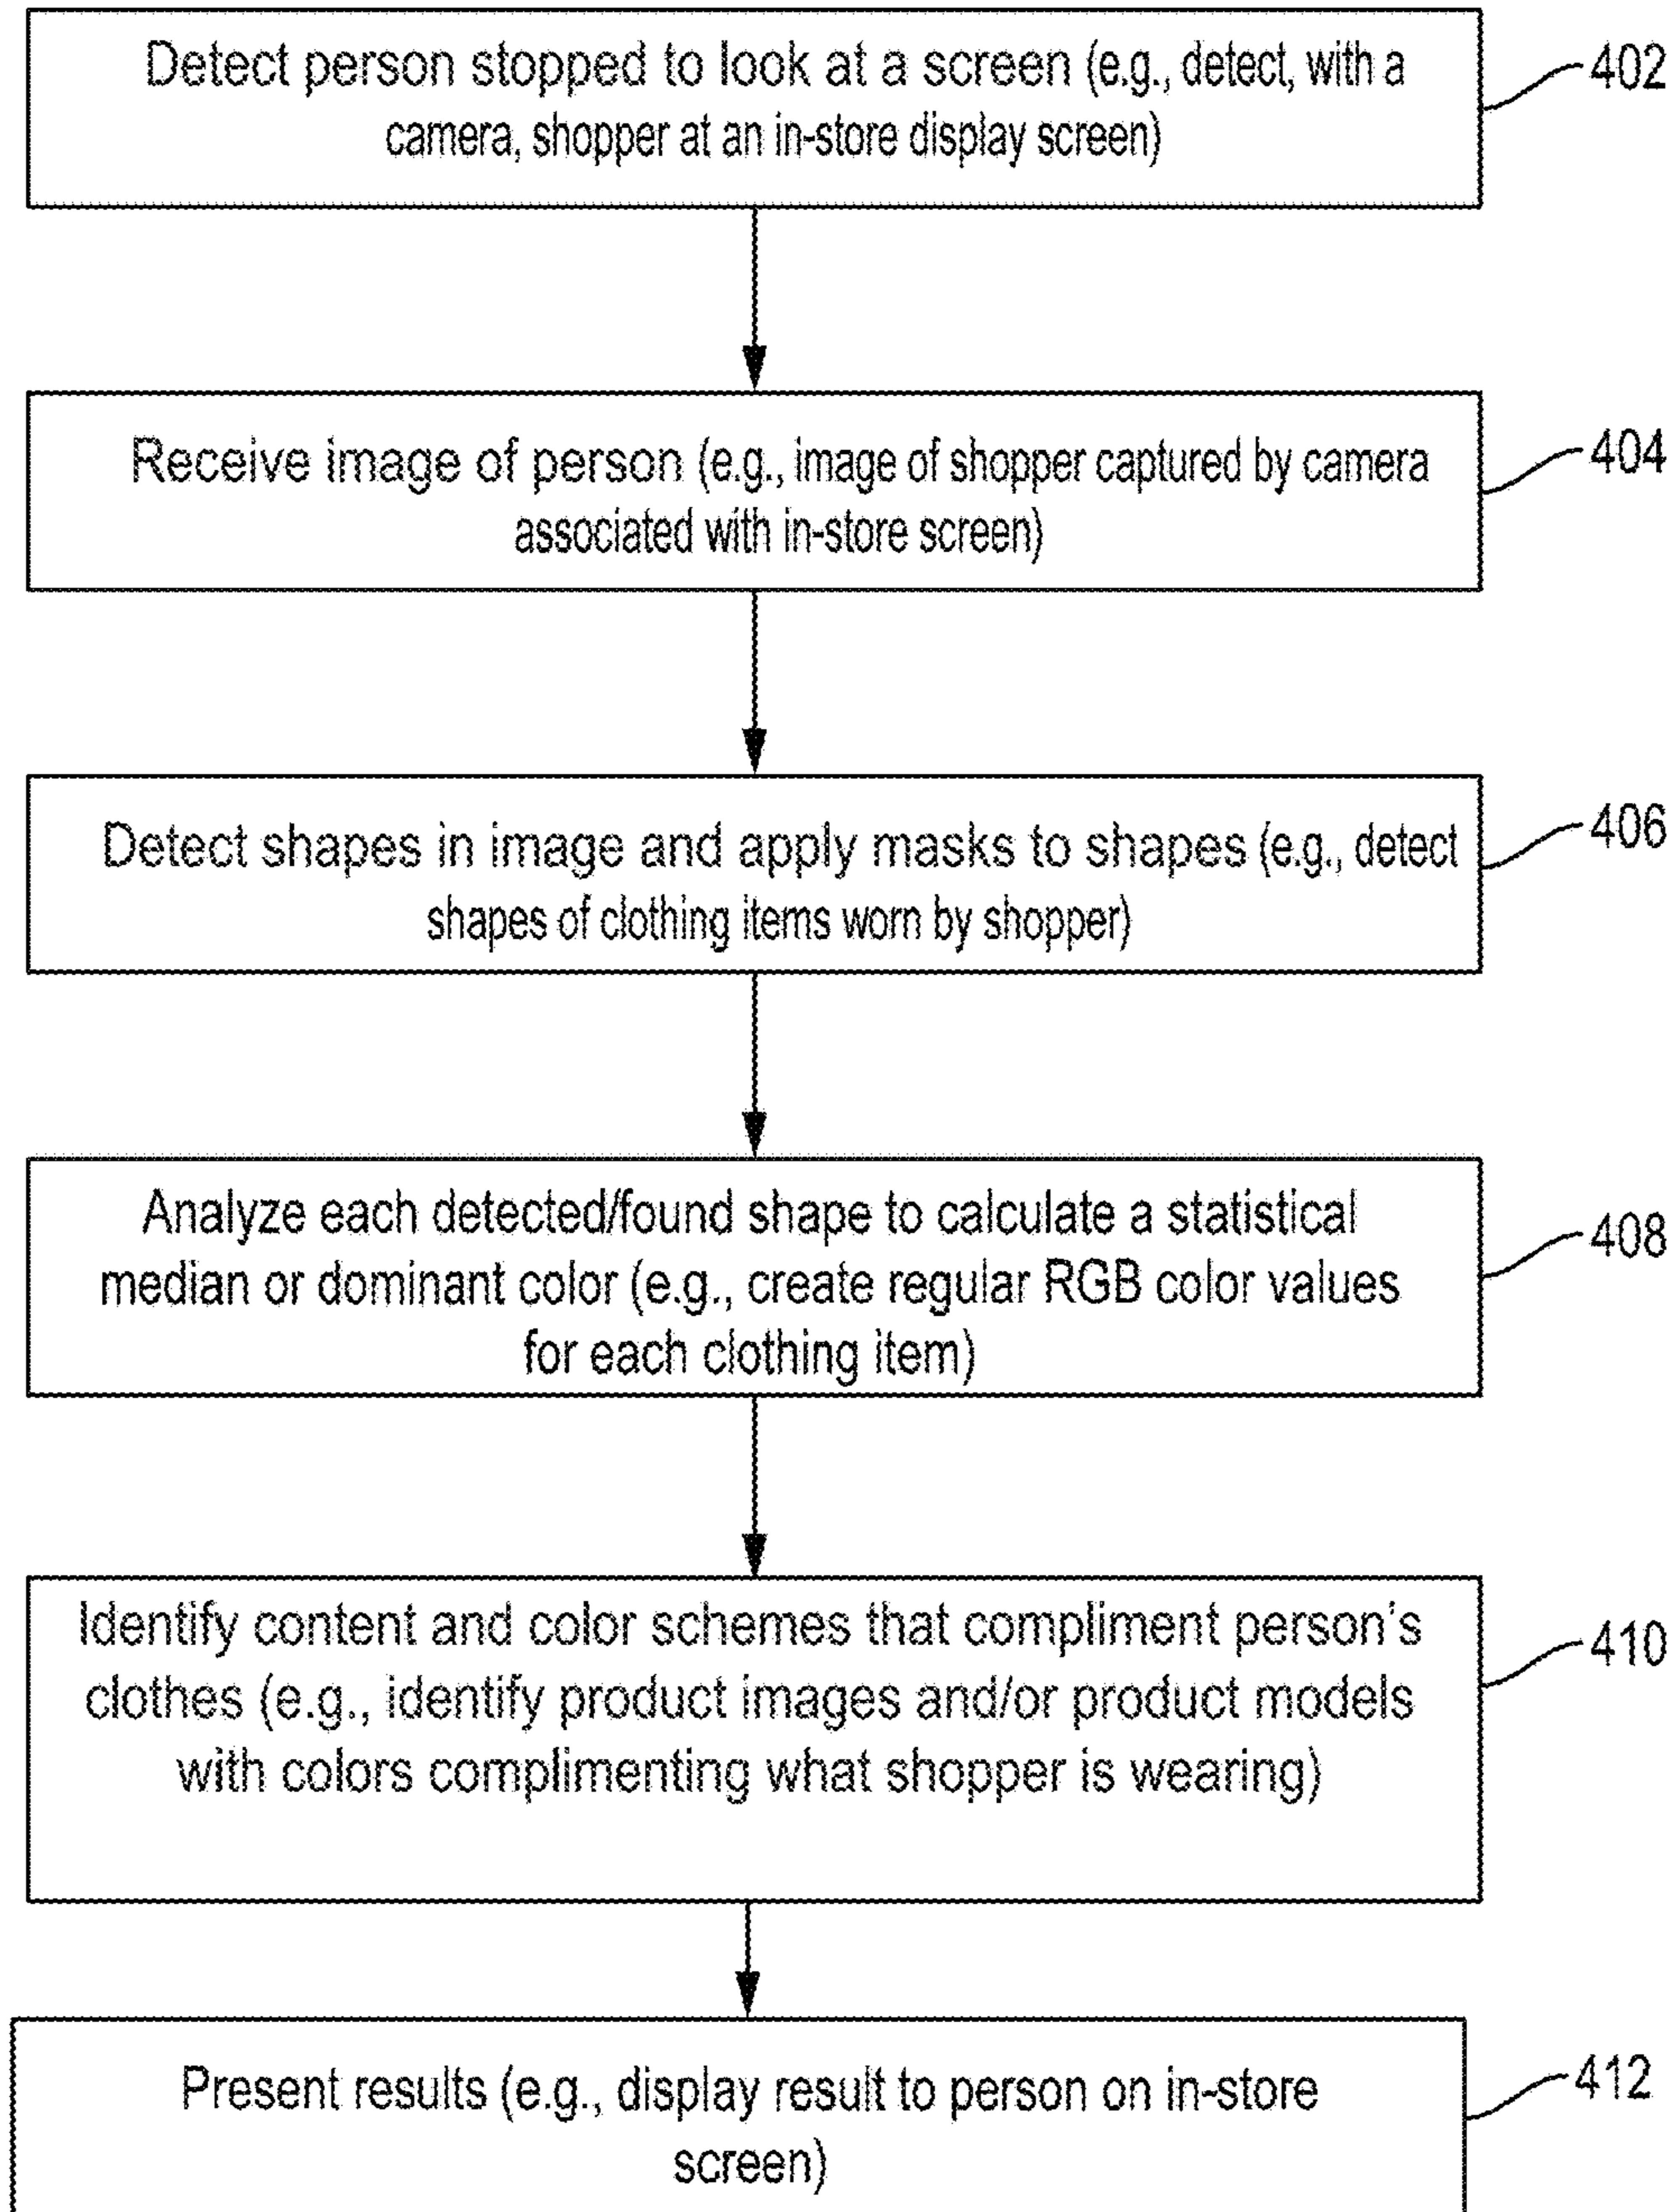 Detect person stopped to look at a screen (e.g., detect, with a
camera, shopper at an in-store display screen)
402
Receive image of person (e.g., image of shopper captured by camera
associated with in-store screen)
404
Detect shapes in image and apply masks to shapes (e.g., detect
shapes of clothing items worn by shopper)
406
Analyze each detected/found shape to calculate a statistical
median or dominant color (e.g., create regular RGB color values
for each clothing item)
408
Identify content and color schemes that compliment person's
clothes (e.g., identify product images and/or product models
with colors complimenting what shopper is wearing)
410
Present results (e.g., display result to person on in-store
screen)
412